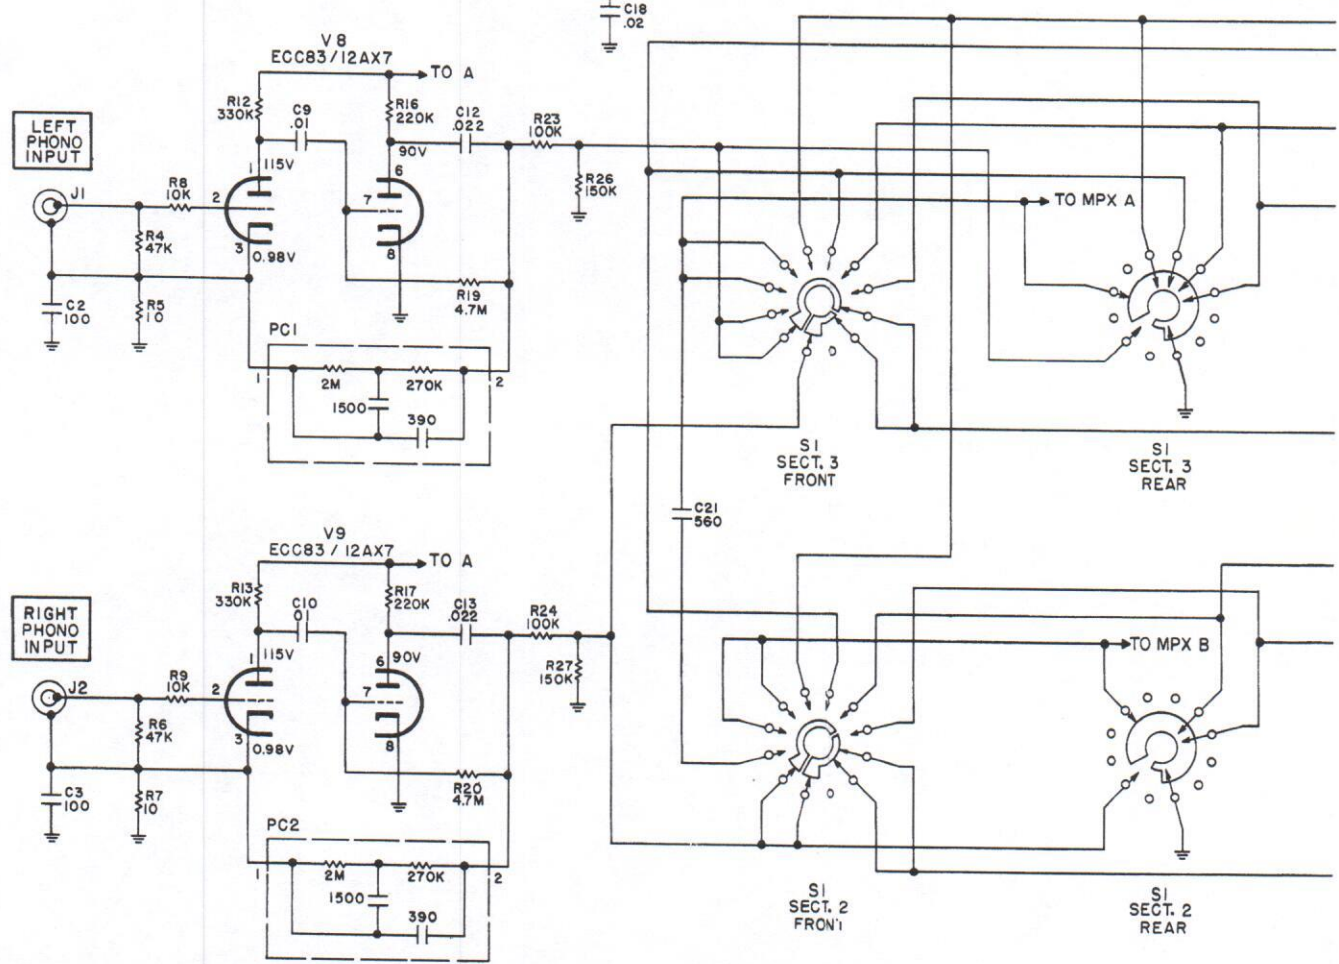 C18
.02
V8
ECC83/12AX7
TO A
R12
330K
C9
.01
R16
220K
C12
.022
R23
100K
LEFT
PHONO
INPUT
J1
R8
10K
1
115V
2
3
0.98V
90V
6
7
8
R26
150K
R4
47K
C2
100
R5
10
R19
4.7M
PC1
1
2M
270K
2
1500
390
TO MPX A
S1
SECT. 3
FRONT
S1
SECT. 3
REAR
C21
560
V9
ECC83 / 12AX7
TO A
R13
330K
C10
01
R17
220K
C13
.022
R24
100K
RIGHT
PHONO
INPUT
J2
R9
10K
1
115V
2
3
0.98V
6
90V
7
8
R27
150K
R6
47K
C3
100
R7
10
R20
4.7M
PC2
1
2M
270K
2
1500
390
TO MPX B
S1
SECT. 2
FRONT
S1
SECT. 2
REAR